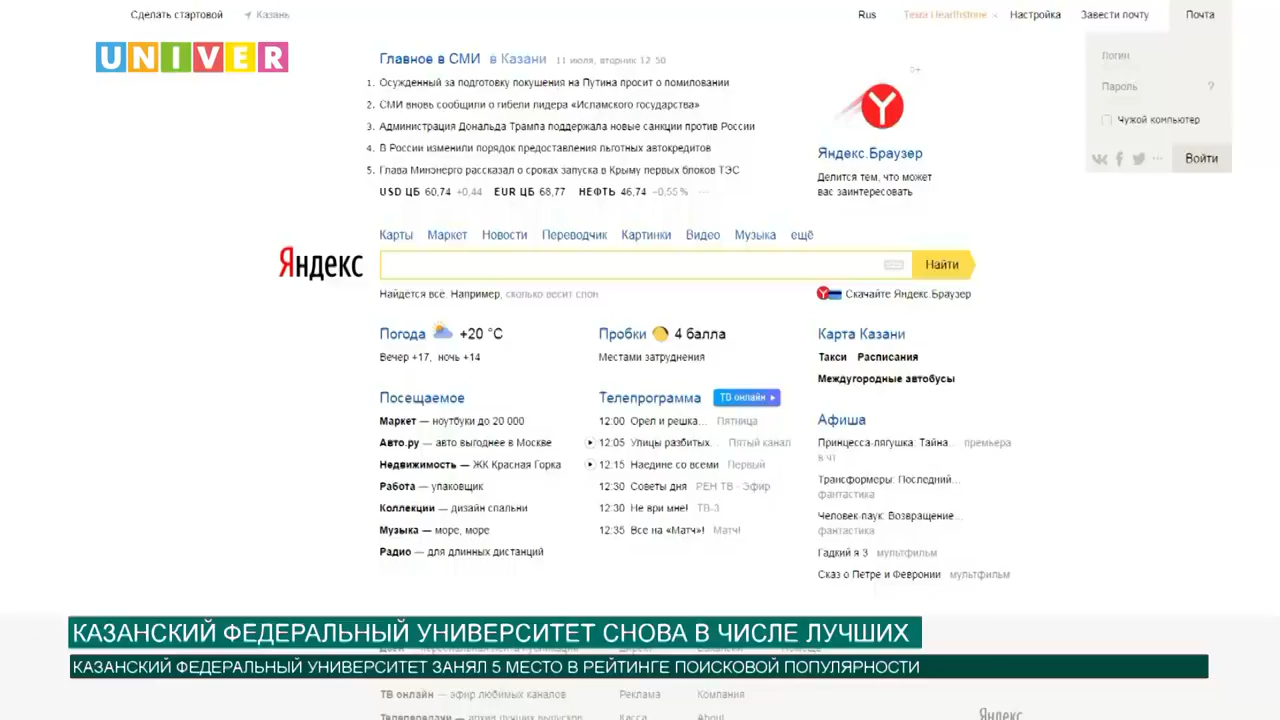 Сделать стартовой Казань Rus Тема Hearthstone Настройка Завести почту Почта
UNIVER
Главное в СМИ в Казани 11 июля, вторник 12 50
1. Осужденный за подготовку покушения на Путина просит о помиловании
2. СМИ вновь сообщили о гибели лидера «Исламского государства»
3. Администрация Дональда Трампа поддержала новые санкции против России
4. В России изменили порядок предоставления льготных автокредитов
5. Глава Минэнерго рассказал о сроках запуска в Крыму первых блоков ТЭС
USD ЦБ 60,74 +0,44 EUR ЦБ 68,77 НЕФТЬ 46,74 −0,55% ···
Яндекс.Браузер
Делится тем, что может
вас заинтересовать
Логин
Пароль ?
Чужой компьютер
Войти
Карты Маркет Новости Переводчик Картинки Видео Музыка ещё
Яндекс Найти
Найдётся всё. Например, сколько весит слон
Скачайте Яндекс.Браузер
Погода +20 °C
Вечер +17, ночь +14
Пробки 4 балла
Местами затруднения
Карта Казани
Такси Расписания
Междугородные автобусы
Посещаемое
Маркет — ноутбуки до 20 000
Авто.ру — авто выгоднее в Москве
Недвижимость — ЖК Красная Горка
Работа — упаковщик
Коллекции — дизайн спальни
Музыка — море, море
Радио — для длинных дистанций
Телепрограмма ТВ онлайн
12:00 Орел и решка... Пятница
12:05 Улицы разбитых... Пятый канал
12:15 Наедине со всеми Первый
12:30 Советы дня РЕН ТВ - Эфир
12:30 Не ври мне! ТВ-3
12:35 Все на «Матч»! Матч!
Афиша
Принцесса-лягушка: Тайна... премьера
в чт
Трансформеры: Последний...
фантастика
Человек-паук: Возвращение...
фантастика
Гадкий я 3 мультфильм
Сказ о Петре и Февронии мультфильм
КАЗАНСКИЙ ФЕДЕРАЛЬНЫЙ УНИВЕРСИТЕТ СНОВА В ЧИСЛЕ ЛУЧШИХ
КАЗАНСКИЙ ФЕДЕРАЛЬНЫЙ УНИВЕРСИТЕТ ЗАНЯЛ 5 МЕСТО В РЕЙТИНГЕ ПОИСКОВОЙ ПОПУЛЯРНОСТИ
ТВ онлайн — эфир любимых каналов Реклама Компания
Телепередачи — архив лучших выпусков Касса About
Яндекс